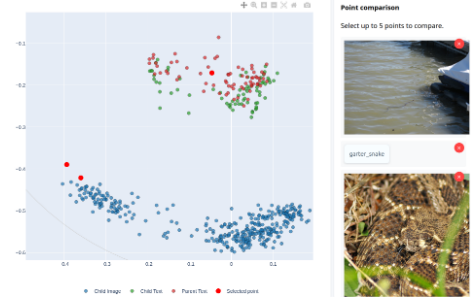 Point comparison
Select up to 5 points to compare.
−0.1
−0.2
−0.3
−0.4
−0.5
−0.6
0.4
0.3
0.2
0.1
0
0.1
garter_snake
Child Image
Child Text
Parent Text
Selected point